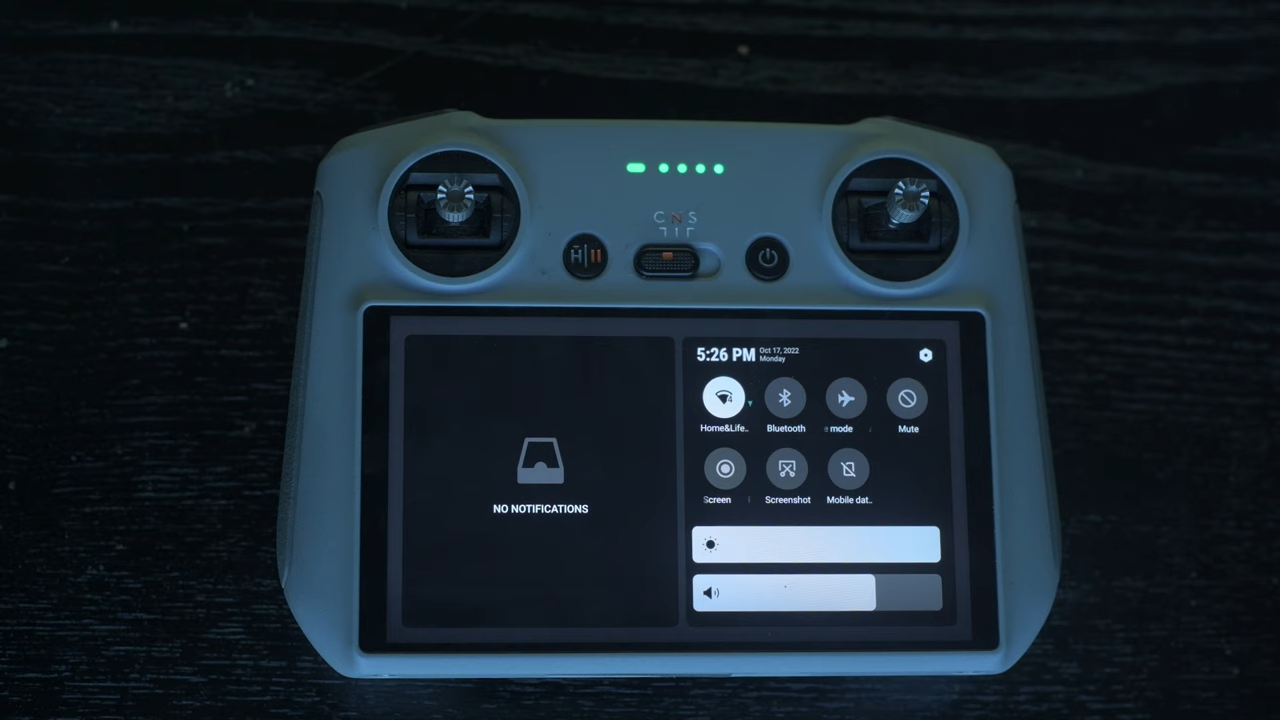 C N S
H
5:26 PM
Oct 17, 2022
Monday
Home&Life..
Bluetooth
mode
Mute
NO NOTIFICATIONS
Screen
Screenshot
Mobile dat..